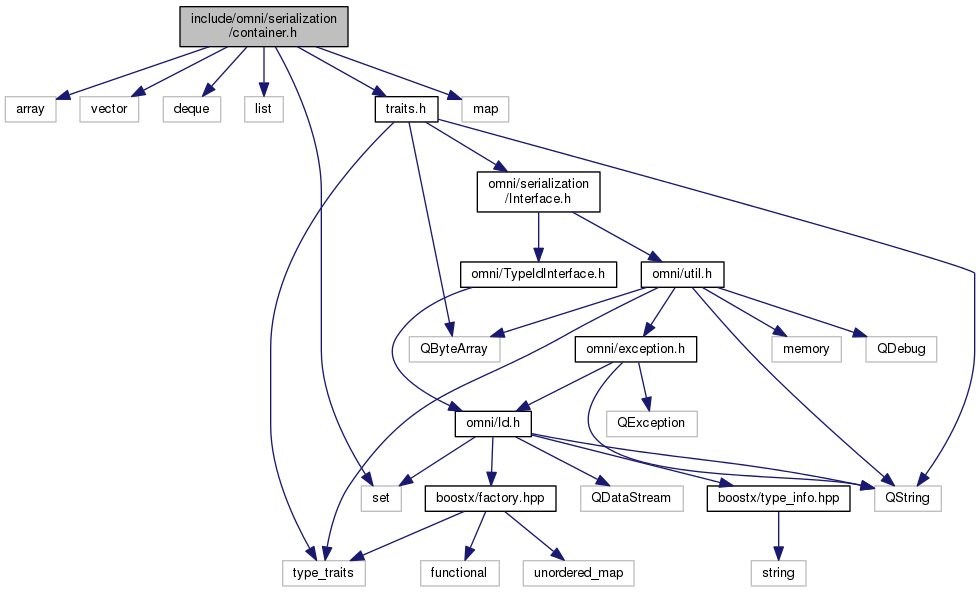 include/omni/serialization
/container.h
array
vector
deque
list
traits.h
map
omni/serialization
/Interface.h
omni/TypeIdInterface.h
omni/util.h
QByteArray
omni/exception.h
memory
QDebug
omni/Id.h
QException
set
boostx/factory.hpp
QDataStream
boostx/type_info.hpp
QString
type_traits
functional
unordered_map
string